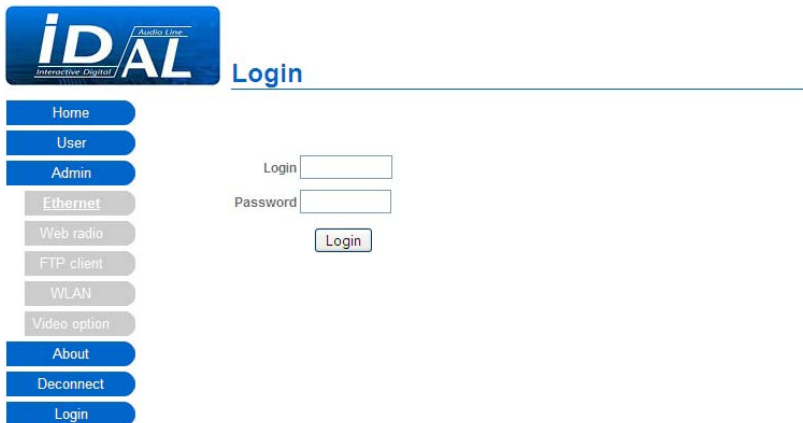 iDAL
Audio Line
Interactive Digital
Login
Home
User
Admin
Ethernet
Web radio
FTP client
WLAN
Video option
About
Deconnect
Login
Login
Password
Login